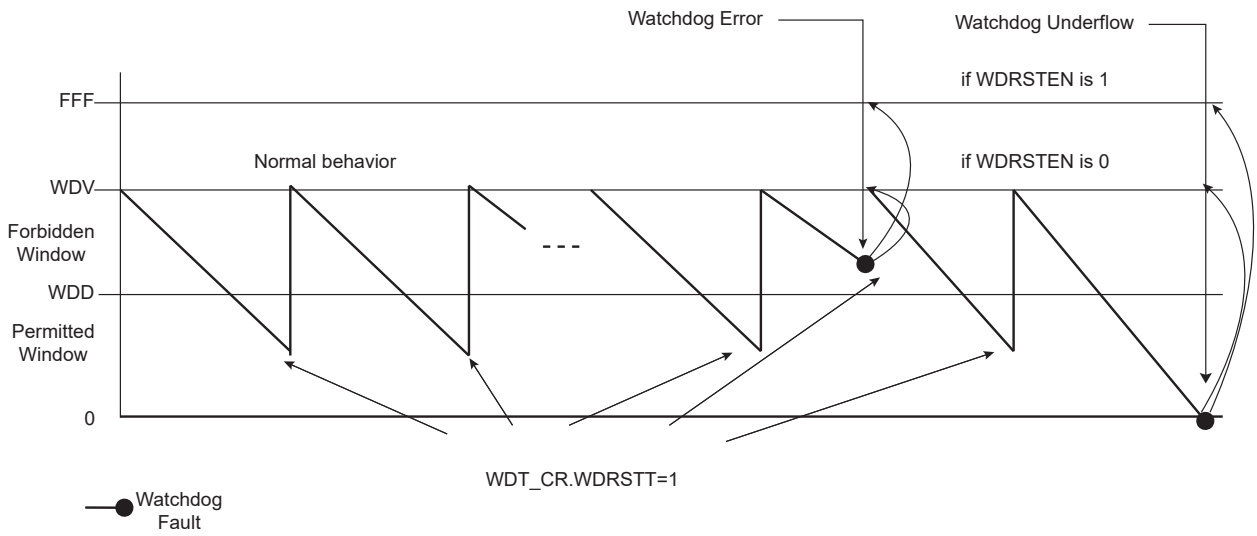 Watchdog Error
Watchdog Underflow
if WDRSTEN is 1
FFF
Normal behavior
if WDRSTEN is 0
WDV
Forbidden
Window
WDD
Permitted
Window
0
WDT_CR.WDRSTT=1
Watchdog
Fault